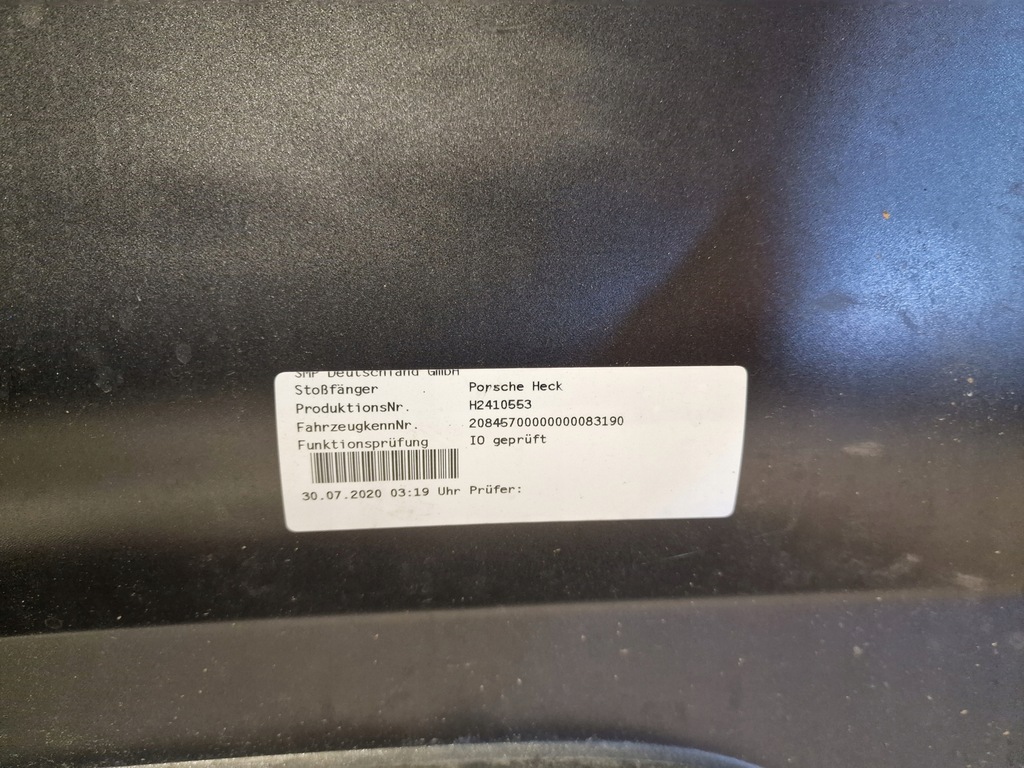 SMP Deutschland GmbH
Stoßfänger Porsche Heck
ProduktionsNr. H2410553
FahrzeugkennNr. 20845700000000083190
Funktionsprüfung IO geprüft
30.07.2020 03:19 Uhr Prüfer: